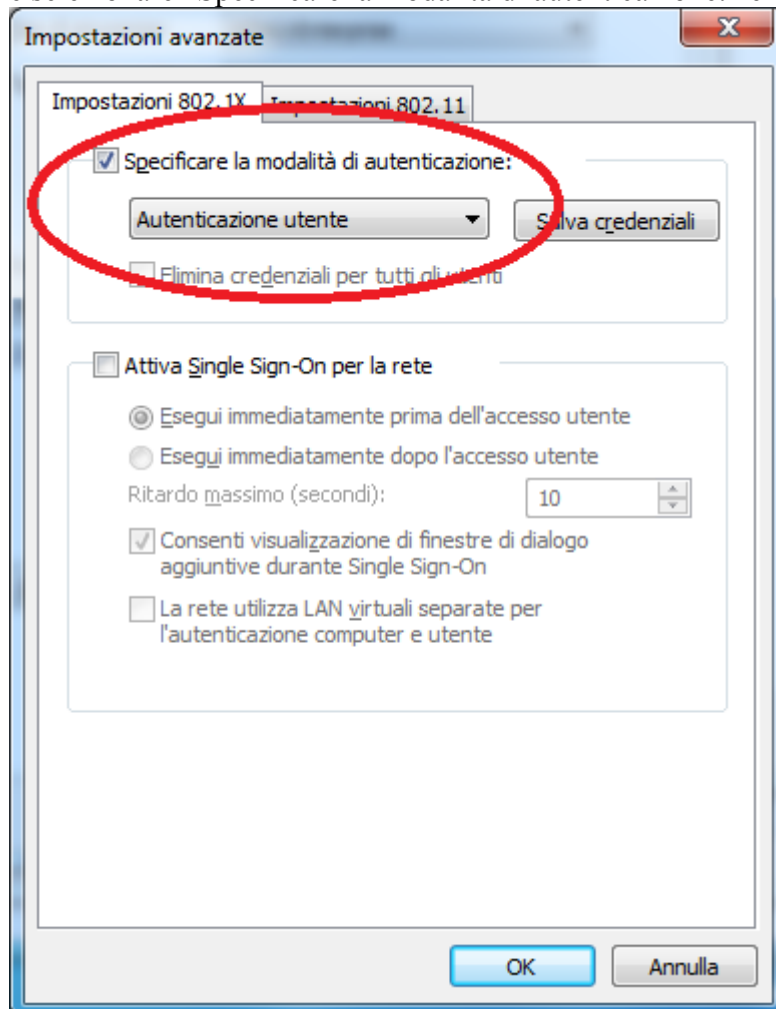 Impostazioni avanzate
Impostazioni 802.1X Impostazioni 802.11
Specificare la modalità di autenticazione:
Autenticazione utente Salva credenziali
Elimina credenziali per tutti gli utenti
Attiva Single Sign-On per la rete
Esegui immediatamente prima dell'accesso utente
Esegui immediatamente dopo l'accesso utente
Ritardo massimo (secondi): 10
Consenti visualizzazione di finestre di dialogo
aggiuntive durante Single Sign-On
La rete utilizza LAN virtuali separate per
l'autenticazione computer e utente
OK Annulla